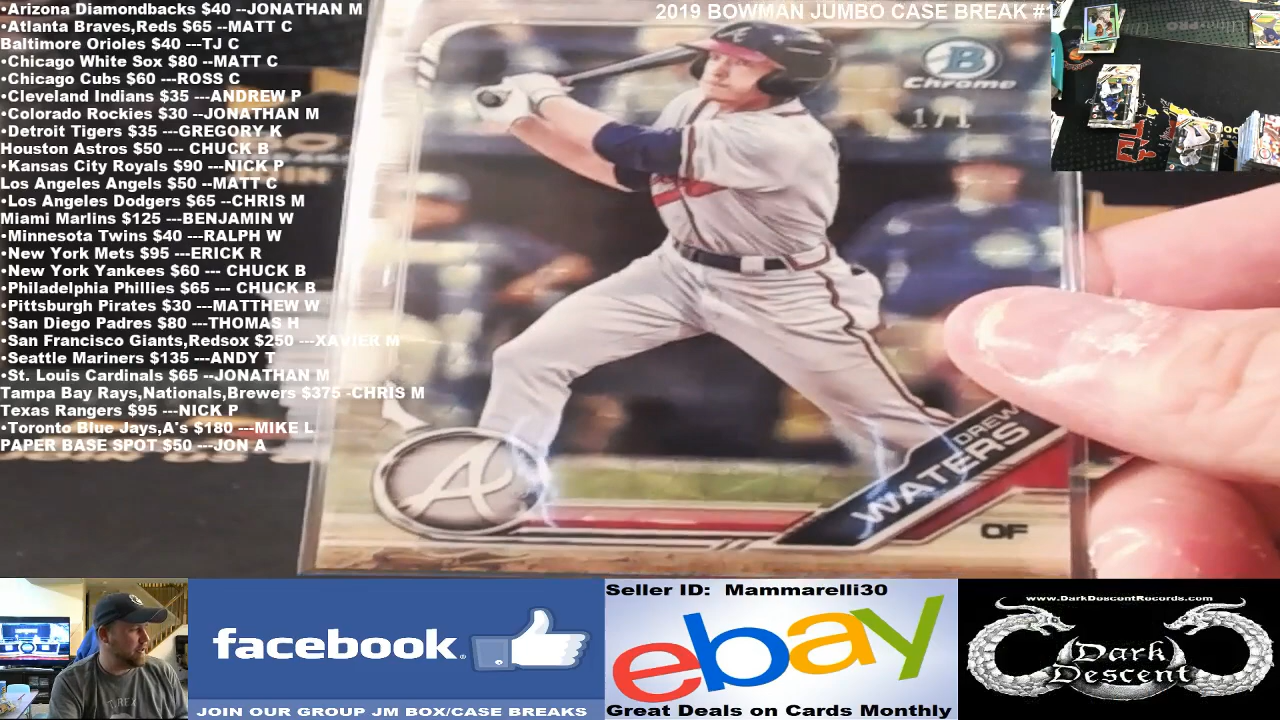 •Arizona Diamondbacks $40 --JONATHAN M
•Atlanta Braves,Reds $65 --MATT C
Baltimore Orioles $40 ---TJ C
•Chicago White Sox $80 --MATT C
•Chicago Cubs $60 ---ROSS C
•Cleveland Indians $35 ---ANDREW P
•Colorado Rockies $30 --JONATHAN M
•Detroit Tigers $35 ---GREGORY K
Houston Astros $50 --- CHUCK B
•Kansas City Royals $90 ---NICK P
Los Angeles Angels $50 --MATT C
•Los Angeles Dodgers $65 --CHRIS M
Miami Marlins $125 ---BENJAMIN W
•Minnesota Twins $40 ---RALPH W
•New York Mets $95 ---ERICK R
•New York Yankees $60 --- CHUCK B
•Philadelphia Phillies $65 --- CHUCK B
•Pittsburgh Pirates $30 ---MATTHEW W
•San Diego Padres $80 ---THOMAS H
•San Francisco Giants,Redsox $250 ---XAVIER M
•Seattle Mariners $135 ---ANDY T
•St. Louis Cardinals $65 --JONATHAN M
Tampa Bay Rays,Nationals,Brewers $375 -CHRIS M
Texas Rangers $95 ---NICK P
•Toronto Blue Jays,A's $180 ---MIKE L
PAPER BASE SPOT $50 ---JON A
2019 BOWMAN JUMBO CASE BREAK #1
B
Chrome
1/1
A
DREW
WATERS
OF
facebook
JOIN OUR GROUP JM BOX/CASE BREAKS
Seller ID: Mammarelli30
ebay
Great Deals on Cards Monthly
www.DarkDescentRecords.com
Dark
Descent